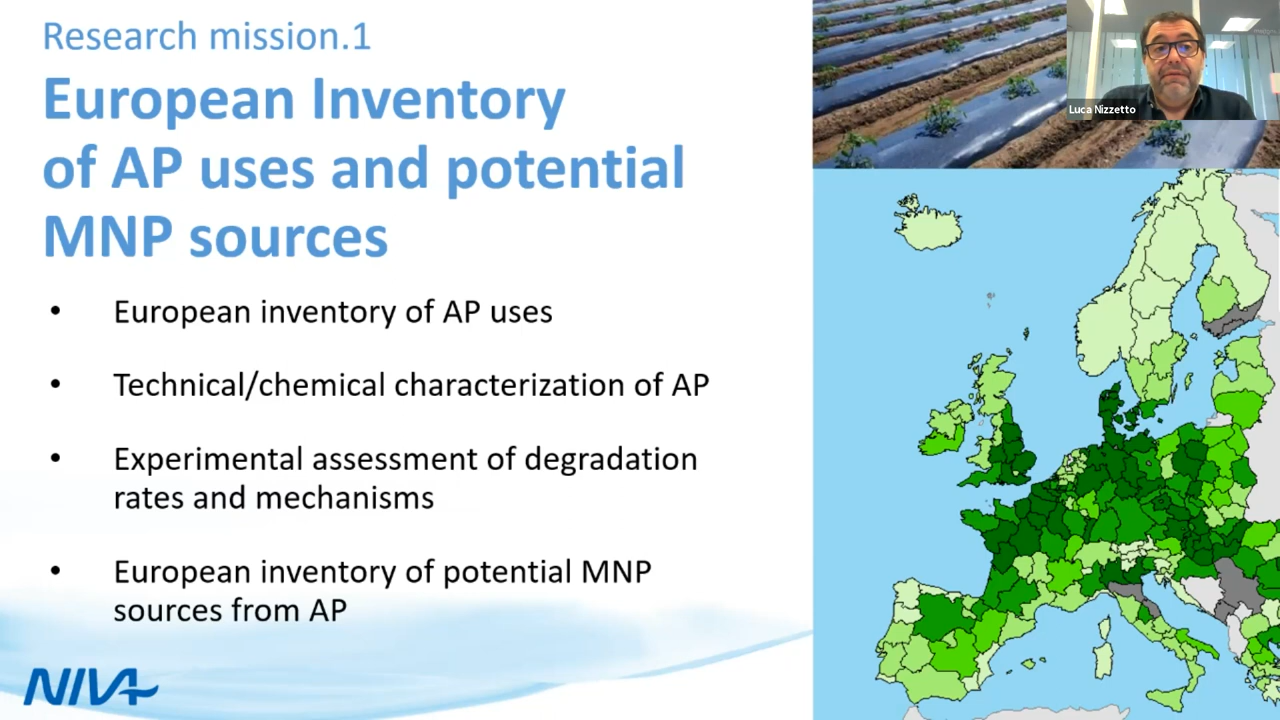 Research mission.1
European Inventory
of AP uses and potential
MNP sources
• European inventory of AP uses
• Technical/chemical characterization of AP
• Experimental assessment of degradation
rates and mechanisms
• European inventory of potential MNP
sources from AP
NIVA
Luca Nizzetto